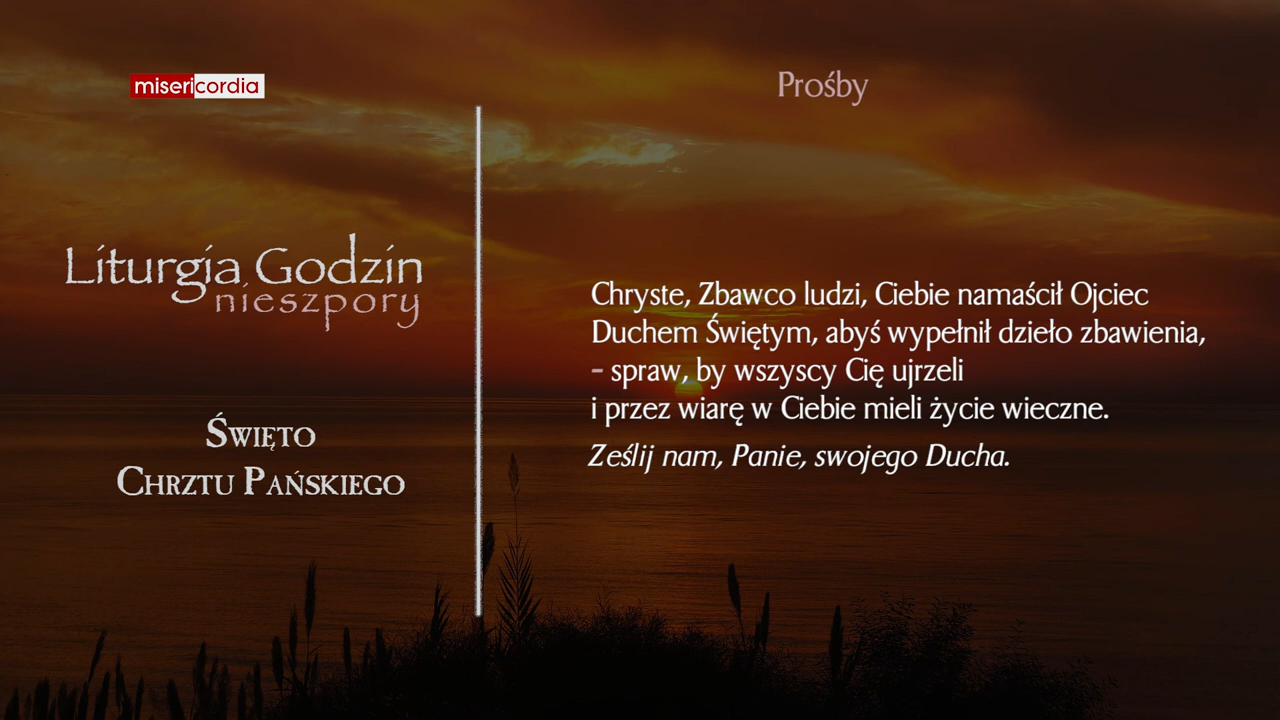 misericordia
Prośby
Liturgia Godzin
nieszpory
Święto
Chrztu Pańskiego
Chryste, Zbawco ludzi, Ciebie namaścił Ojciec
Duchem Świętym, abyś wypełnił dzieło zbawienia,
- spraw, by wszyscy Cię ujrzeli
i przez wiarę w Ciebie mieli życie wieczne.
Ześlij nam, Panie, swojego Ducha.